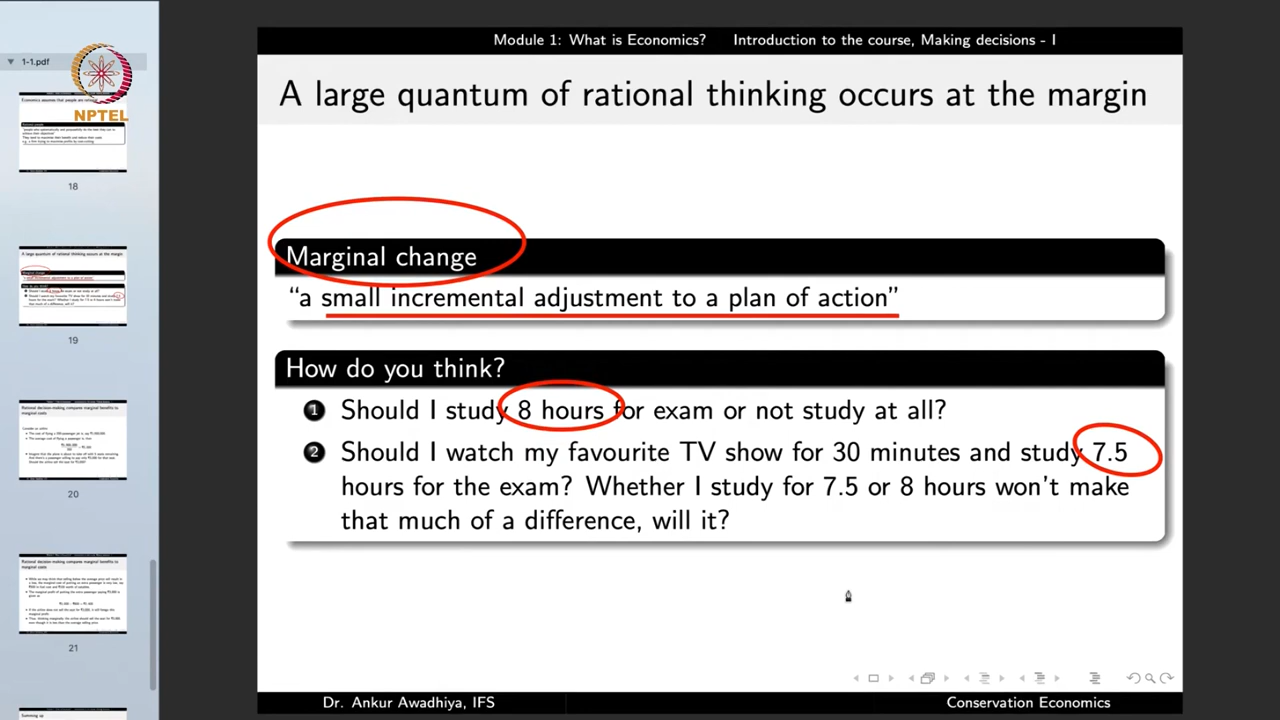 1-1.pdf
NPTEL
18
19
20
21
Module 1: What is Economics? Introduction to the course, Making decisions - I
A large quantum of rational thinking occurs at the margin
Marginal change
“a small incremental adjustment to a plan of action”
How do you think?
1 Should I study 8 hours for exam or not study at all?
2 Should I watch my favourite TV show for 30 minutes and study 7.5
hours for the exam? Whether I study for 7.5 or 8 hours won't make
that much of a difference, will it?
Dr. Ankur Awadhiya, IFS Conservation Economics